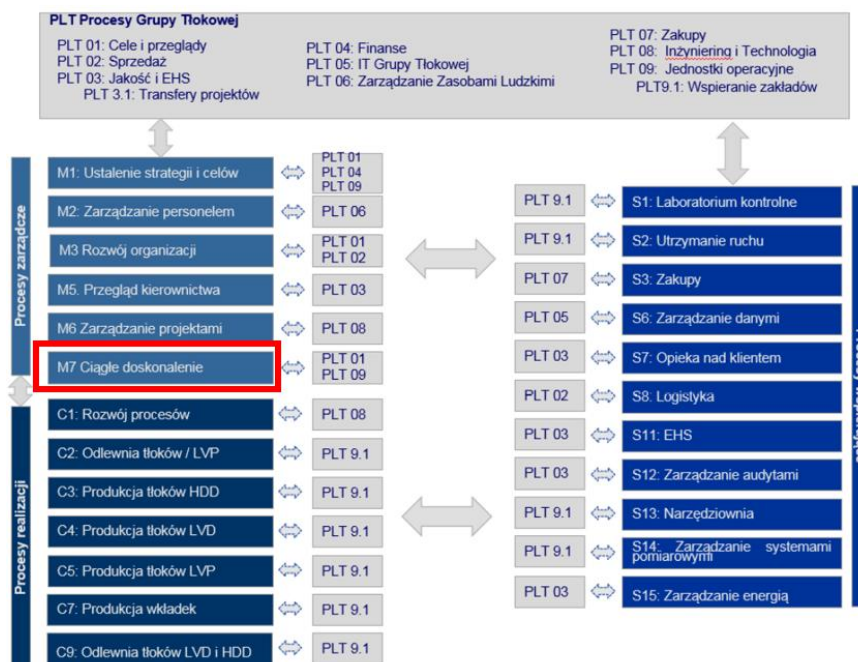 PLT Procesy Grupy Tłokowej
PLT 01: Cele i przeglądy
PLT 02: Sprzedaż
PLT 03: Jakość i EHS
PLT 3.1: Transfery projektów
PLT 04: Finanse
PLT 05: IT Grupy Tłokowej
PLT 06: Zarządzanie Zasobami Ludzkimi
PLT 07: Zakupy
PLT 08: Inżyniering i Technologia
PLT 09: Jednostki operacyjne
PLT9.1: Wspieranie zakładów
Procesy zarządcze
M1: Ustalenie strategii i celów
PLT 01
PLT 04
PLT 09
M2: Zarządzanie personelem
PLT 06
M3 Rozwój organizacji
PLT 01
PLT 02
M5. Przegląd kierownictwa
PLT 03
M6 Zarządzanie projektami
PLT 08
M7 Ciągłe doskonalenie
PLT 01
PLT 09
Procesy realizacji
C1: Rozwój procesów
PLT 08
C2: Odlewnia tłoków / LVP
PLT 9.1
C3: Produkcja tłoków HDD
PLT 9.1
C4: Produkcja tłoków LVD
PLT 9.1
C5: Produkcja tłoków LVP
PLT 9.1
C7: Produkcja wkładek
PLT 9.1
C9: Odlewnia tłoków LVD i HDD
PLT 9.1
PLT 9.1
S1: Laboratorium kontrolne
PLT 9.1
S2: Utrzymanie ruchu
PLT 07
S3: Zakupy
PLT 05
S6: Zarządzanie danymi
PLT 03
S7: Opieka nad klientem
PLT 02
S8: Logistyka
PLT 03
S11: EHS
PLT 03
S12: Zarządzanie audytami
PLT 9.1
S13: Narzędziownia
PLT 9.1
S14: Zarządzanie systemami
pomiarowymi
PLT 03
S15: Zarządzanie energią